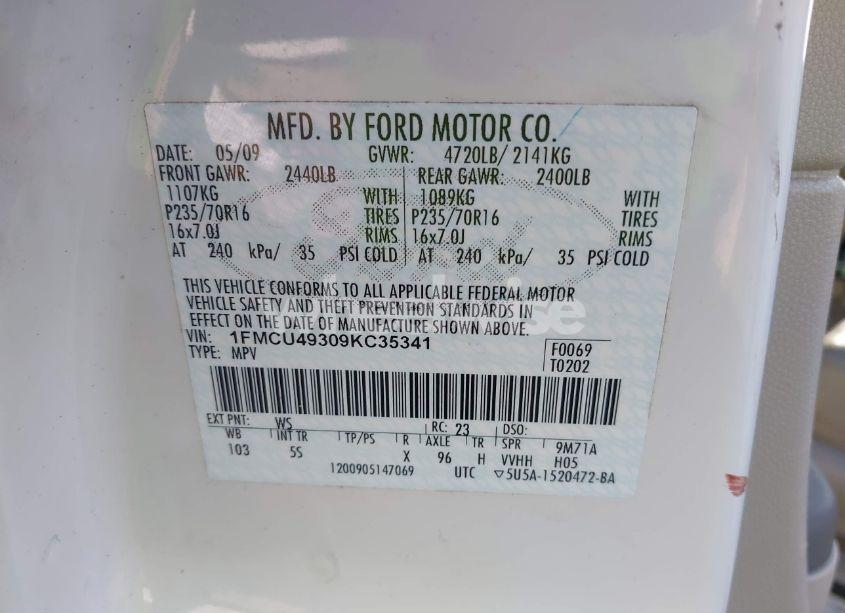 MFD. BY FORD MOTOR CO.
DATE: 05/09 GVWR: 4720LB/ 2141KG
FRONT GAWR: 2440LB REAR GAWR: 2400LB
1107KG WITH 1089KG WITH
P235/70R16 TIRES P235/70R16 TIRES
16x7.0J RIMS 16x7.0J RIMS
AT 240 kPa/ 35 PSI COLD AT 240 kPa/ 35 PSI COLD
THIS VEHICLE CONFORMS TO ALL APPLICABLE FEDERAL MOTOR
VEHICLE SAFETY AND THEFT PREVENTION STANDARDS IN
EFFECT ON THE DATE OF MANUFACTURE SHOWN ABOVE.
VIN: 1FMCU49309KC35341 F0069
TYPE: MPV T0202
EXT PNT: WS RC: 23 DSO:
WB INT TR TP/PS R AXLE TR SPR 9M71A
103 5S X 96 H VVHH H05
1200905147069 UTC ▽5U5A-1520472-BA